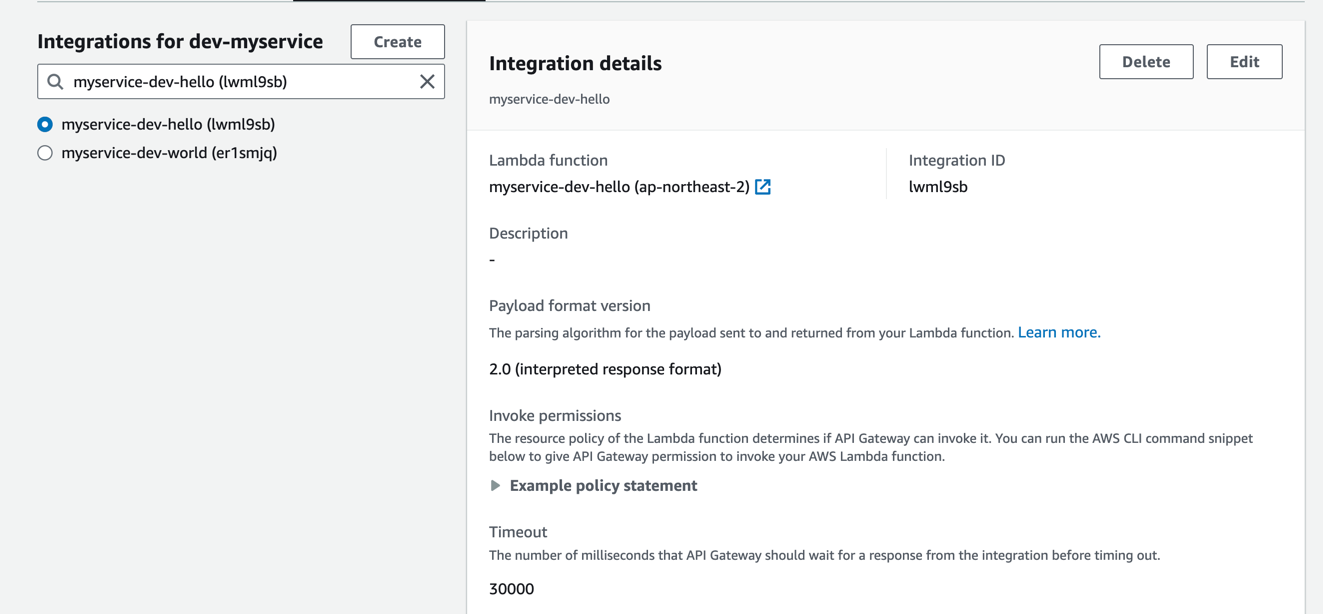 Integrations for dev-myservice
Create
myservice-dev-hello (lwml9sb)
myservice-dev-hello (lwml9sb)
myservice-dev-world (er1smjq)
Integration details
Delete
Edit
myservice-dev-hello
Lambda function
myservice-dev-hello (ap-northeast-2)
Integration ID
lwml9sb
Description
-
Payload format version
The parsing algorithm for the payload sent to and returned from your Lambda function. Learn more.
2.0 (interpreted response format)
Invoke permissions
The resource policy of the Lambda function determines if API Gateway can invoke it. You can run the AWS CLI command snippet
below to give API Gateway permission to invoke your AWS Lambda function.
Example policy statement
Timeout
The number of milliseconds that API Gateway should wait for a response from the integration before timing out.
30000